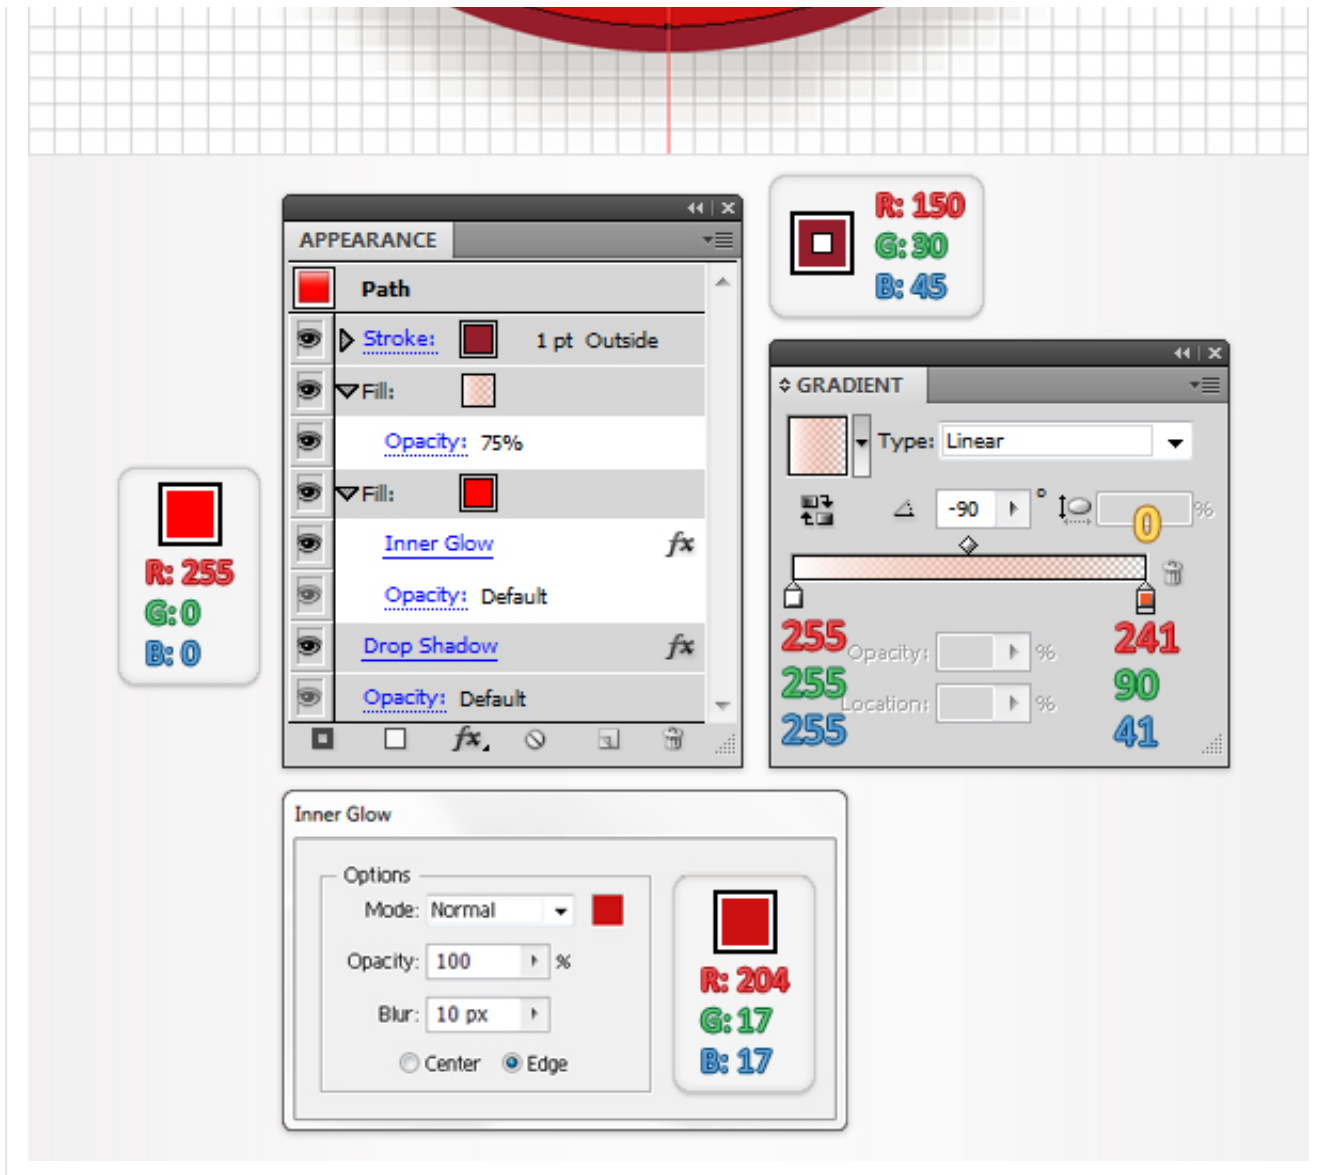 APPEARANCE
Path
Stroke: 1 pt Outside
Fill:
Opacity: 75%
Fill:
Inner Glow fx
Opacity: Default
Drop Shadow fx
Opacity: Default
fx
R: 255
G: 0
B: 0
R: 150
G: 30
B: 45
GRADIENT
Type: Linear
-90 ° %
0
255 241
Opacity: %
255 90
Location: %
255 41
Inner Glow
Options
Mode: Normal
Opacity: 100 %
Blur: 10 px
Center Edge
R: 204
G: 17
B: 17